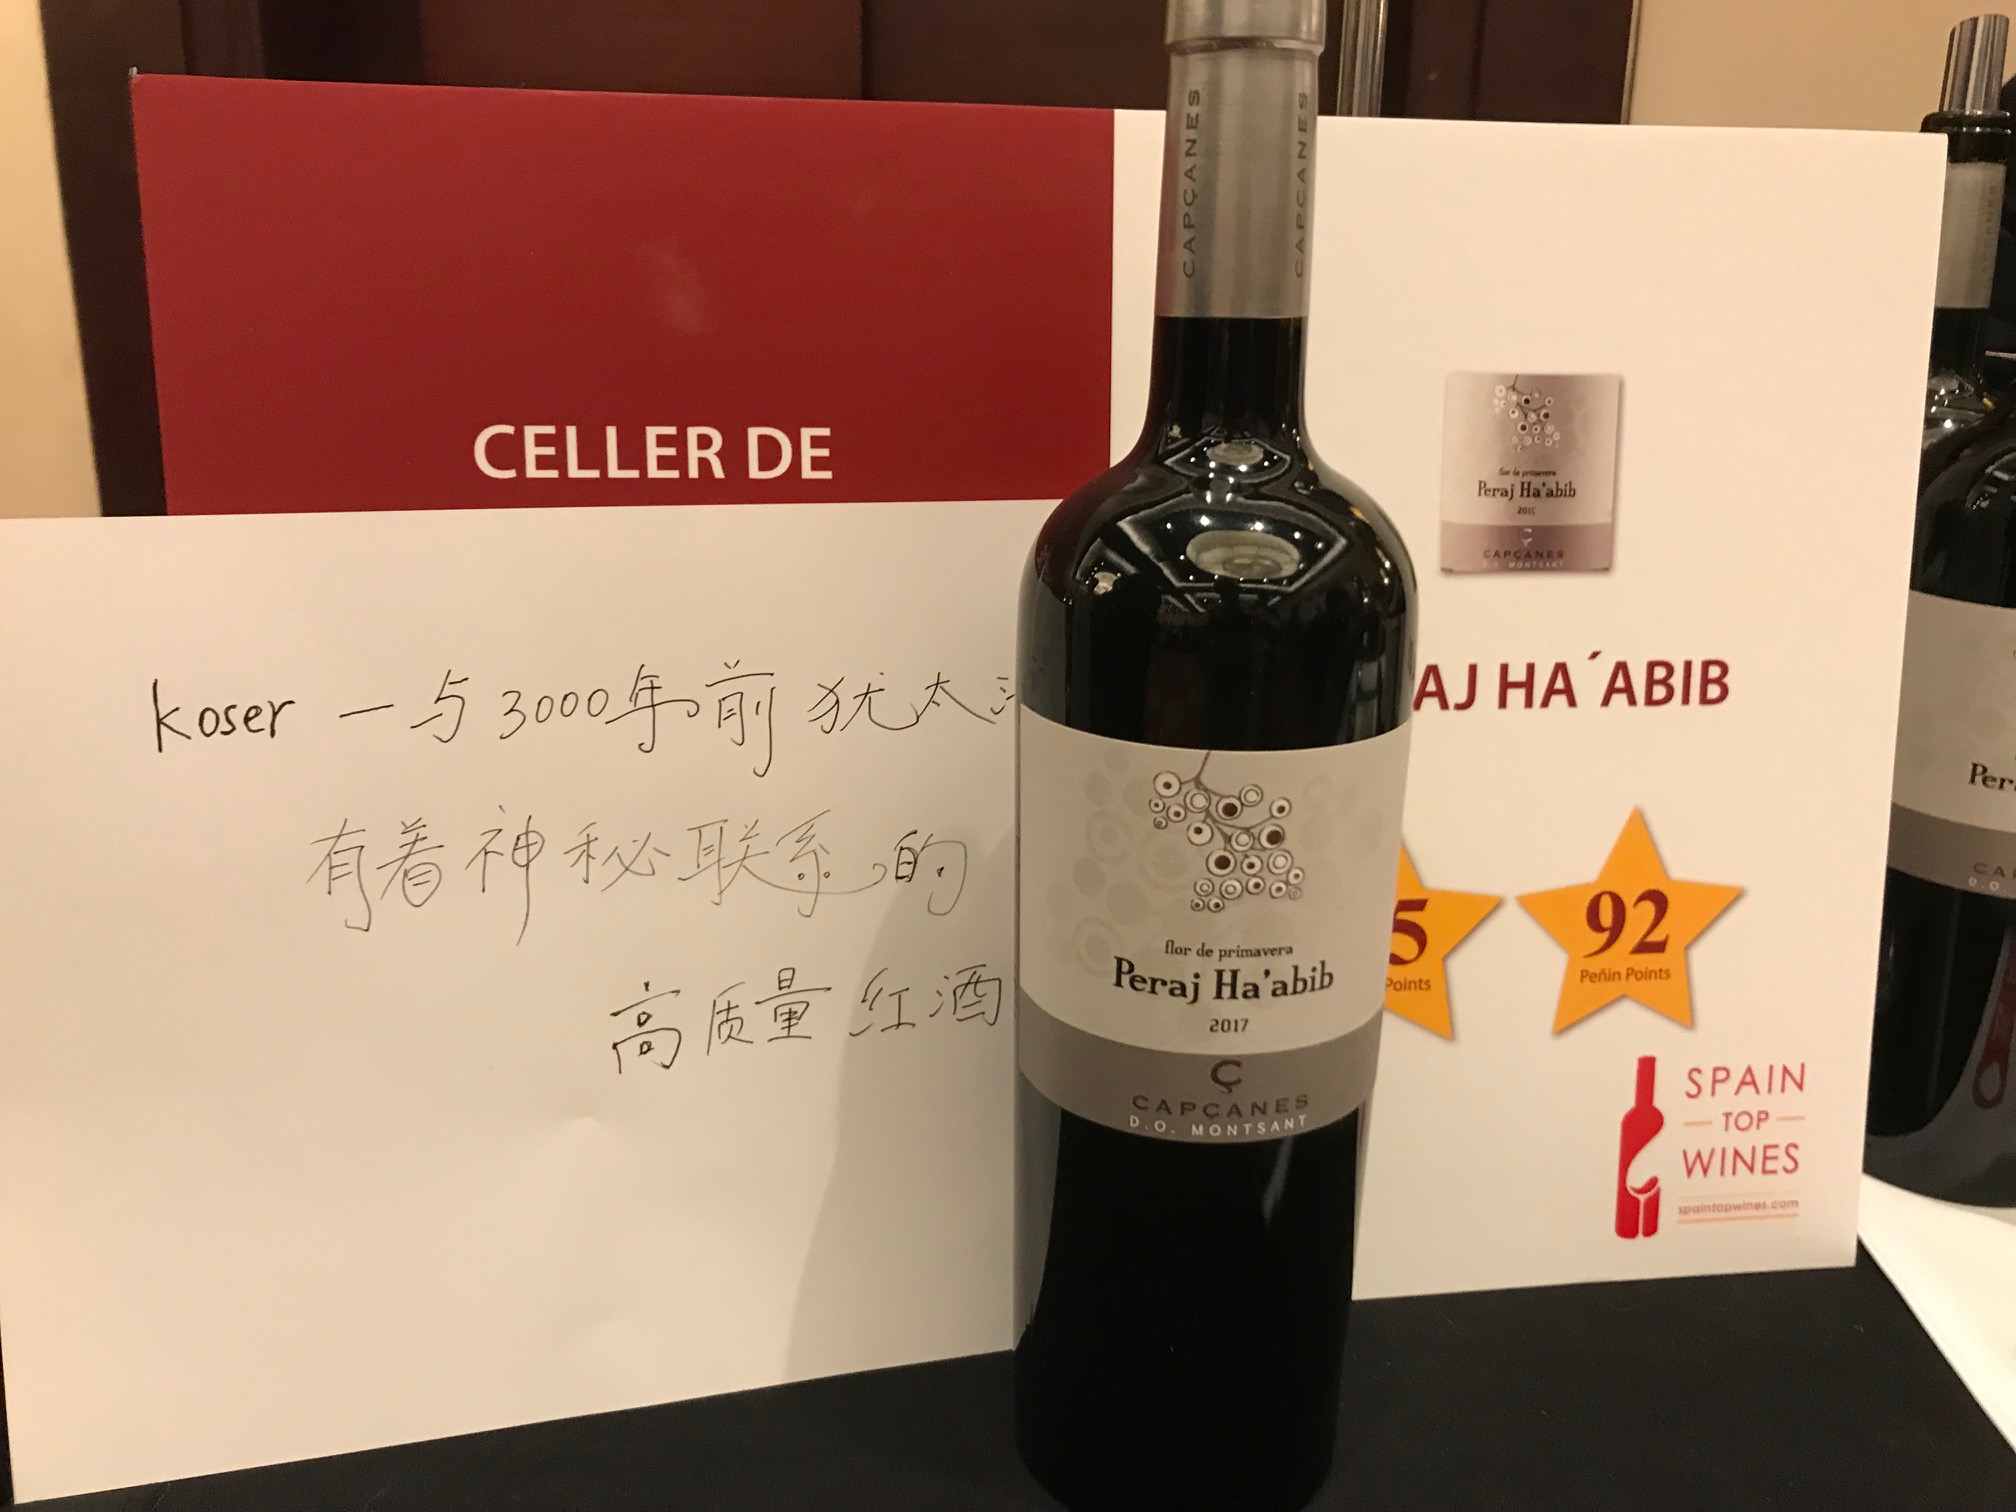 CELLER DE
koser 一与3000年前犹太
有着神秘联系的
高质量红酒
CAPÇANES
CAPÇANES
flor de primavera
Peraj Ha'abib
2017
Ç
CAPÇANES
D.O. MONTSANT
flor de primavera
Peraj Ha'abib
Ç
CAPÇANES
D.O. MONTSANT
AJ HA´ABIB
5
Points
92
Peñin Points
SPAIN
TOP
WINES
spaintopwines.com